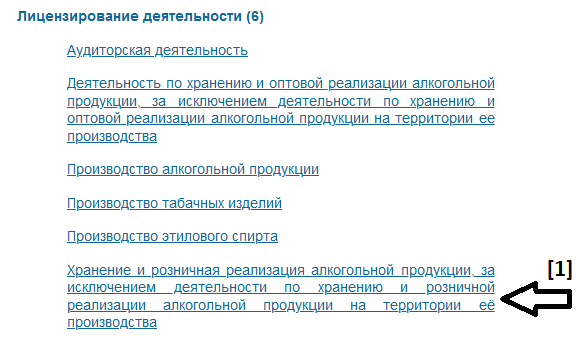 Лицензирование деятельности (6)
Аудиторская деятельность
Деятельность по хранению и оптовой реализации алкогольной
продукции, за исключением деятельности по хранению и
оптовой реализации алкогольной продукции на территории ее
производства
Производство алкогольной продукции
Производство табачных изделий
Производство этилового спирта
[1]
Хранение и розничная реализация алкогольной продукции, за
исключением деятельности по хранению и розничной
реализации алкогольной продукции на территории её
производства